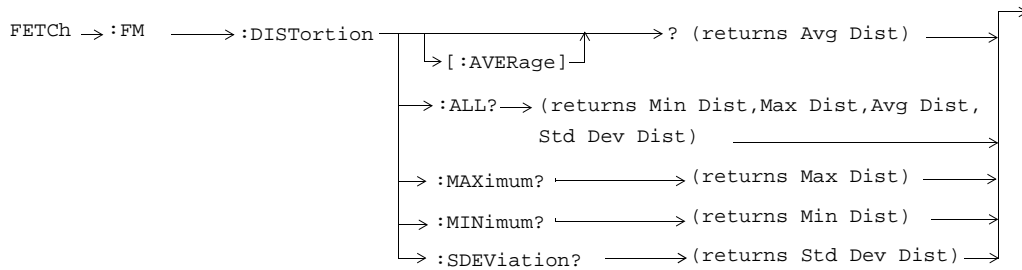 FETCh :FM :DISTortion ? (returns Avg Dist)
[:AVERage]
:ALL? (returns Min Dist,Max Dist,Avg Dist,
Std Dev Dist)
:MAXimum? (returns Max Dist)
:MINimum? (returns Min Dist)
:SDEViation? (returns Std Dev Dist)